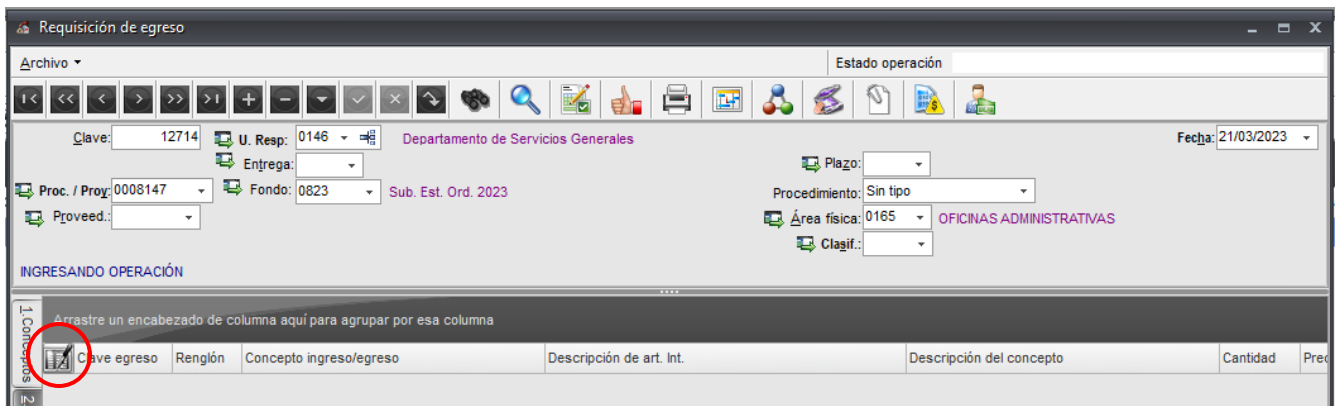 Requisición de egreso
Archivo
Estado operación
Clave: 12714 U. Resp: 0146 Departamento de Servicios Generales Fecha: 21/03/2023
Entrega: Plazo:
Proc. / Proy: 0008147 Fondo: 0823 Sub. Est. Ord. 2023 Procedimiento: Sin tipo
Proveed.: Área física: 0165 OFICINAS ADMINISTRATIVAS
Clasif.:
INGRESANDO OPERACIÓN
1.Conceptos
Arrastre un encabezado de columna aquí para agrupar por esa columna
Clave egreso Renglón Concepto ingreso/egreso Descripción de art. Int. Descripción del concepto Cantidad Prec
2.